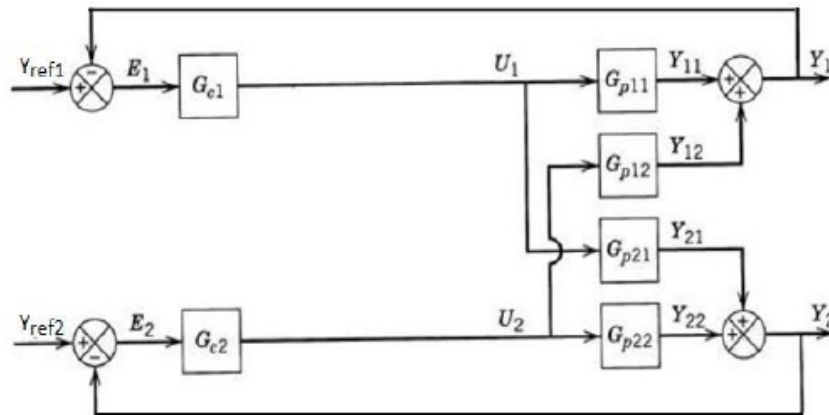 Yref1
−
+
E1
Gc1
U1
Gp11
Y11
+
+
Y1
Gp12
Y12
Gp21
Y21
Yref2
+
−
E2
Gc2
U2
Gp22
Y22
+
+
Y2